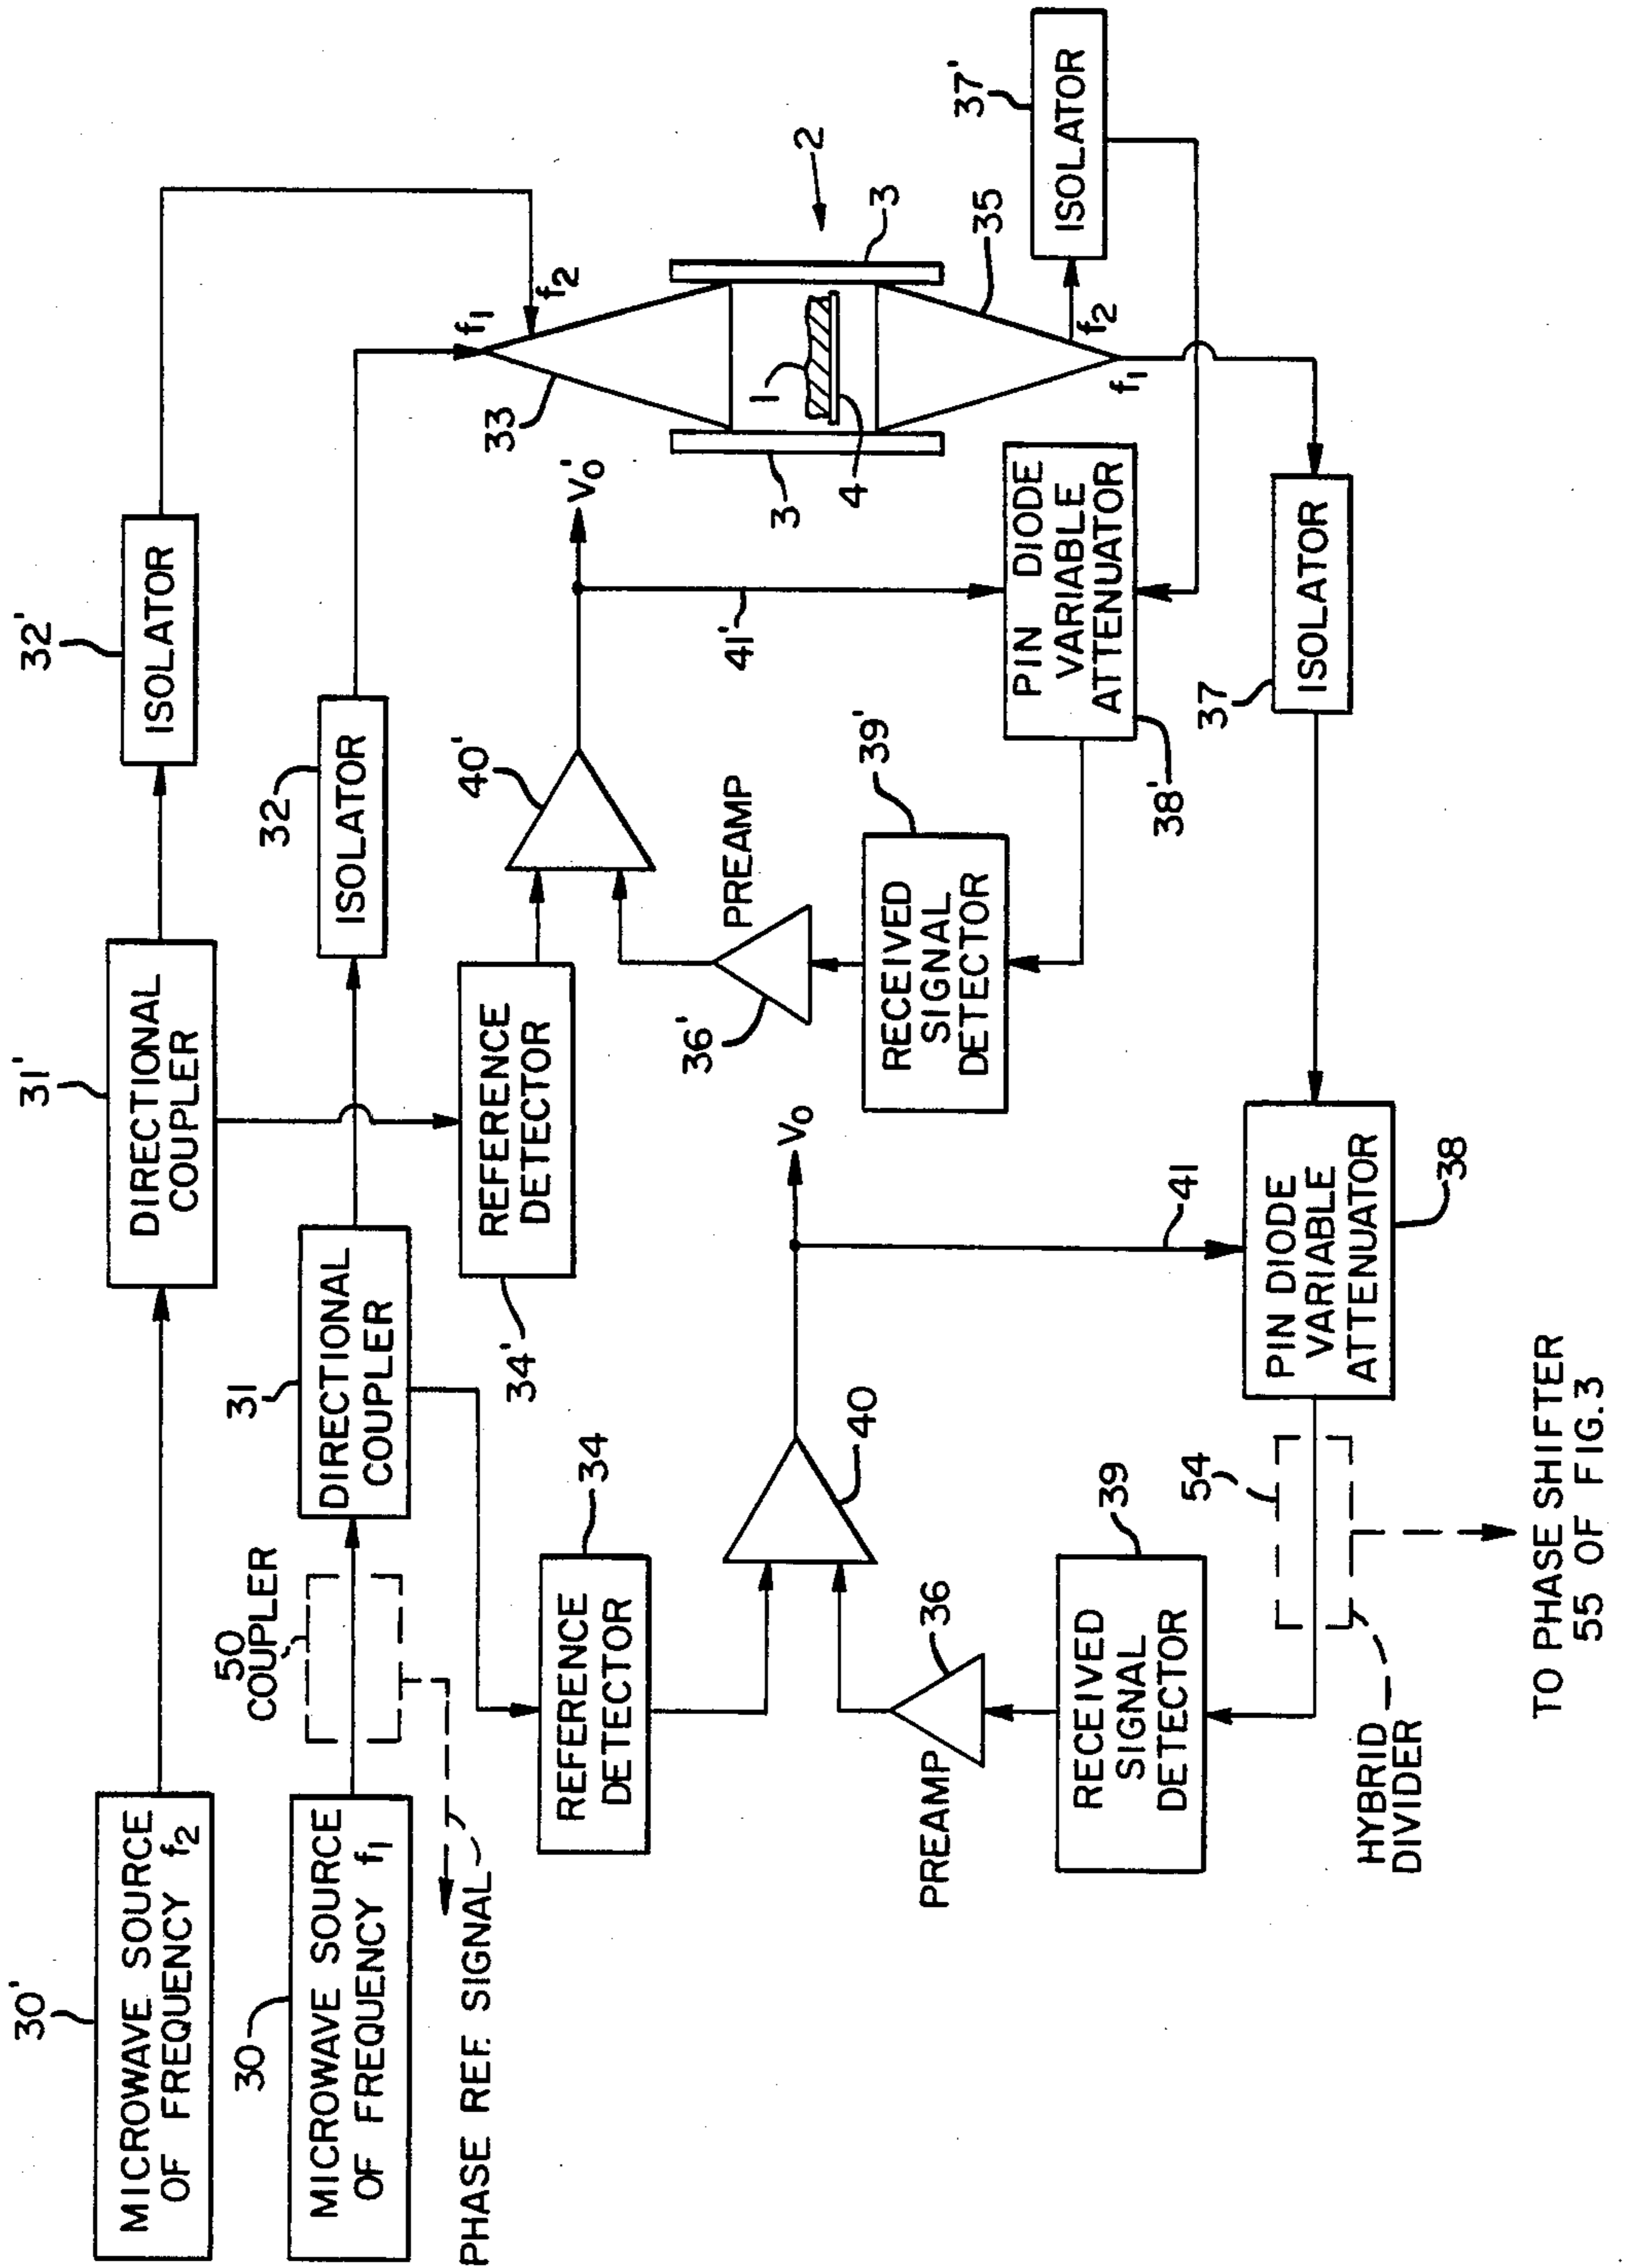 30'
MICROWAVE SOURCE
OF FREQUENCY f2
31'
DIRECTIONAL
COUPLER
32'
ISOLATOR
30
MICROWAVE SOURCE
OF FREQUENCY f1
50
COUPLER
PHASE REF. SIGNAL
31
DIRECTIONAL
COUPLER
32
ISOLATOR
f1
f2
33
34'
REFERENCE
DETECTOR
40'
V0'
41'
34
REFERENCE
DETECTOR
36'
PREAMP
39'
RECEIVED
SIGNAL
DETECTOR
3
1
4
3
2
35
f2
f1
37'
ISOLATOR
PIN DIODE
VARIABLE
ATTENUATOR
38'
40
V0
41
36
PREAMP
39
RECEIVED
SIGNAL
DETECTOR
54
HYBRID
DIVIDER
PIN DIODE
VARIABLE
ATTENUATOR
38
37
ISOLATOR
TO PHASE SHIFTER
55 OF FIG.3